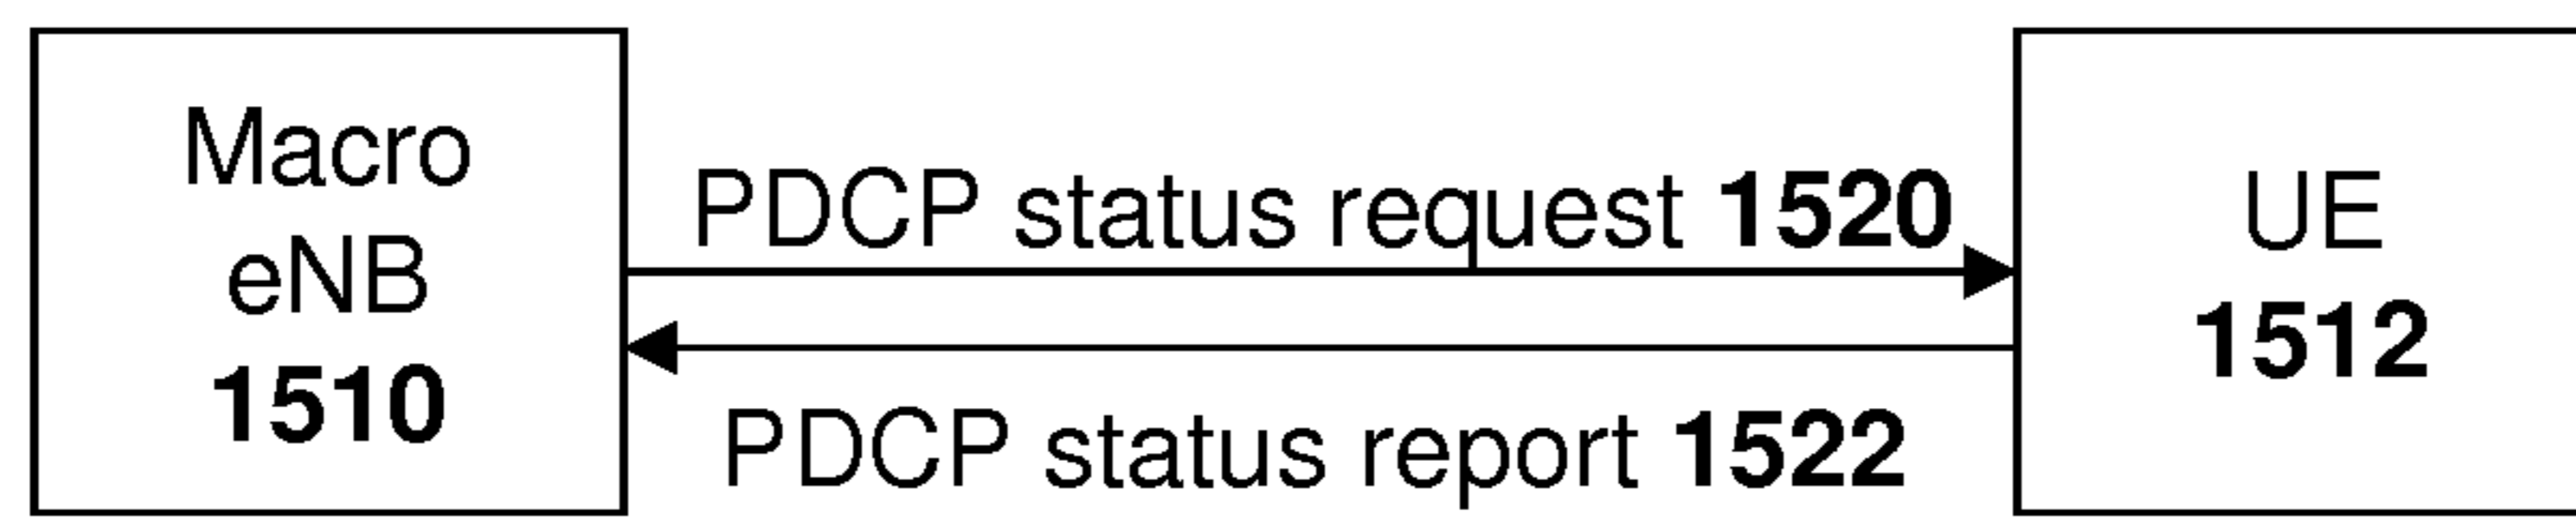 Macro
eNB
1510
PDCP status request 1520
PDCP status report 1522
UE
1512